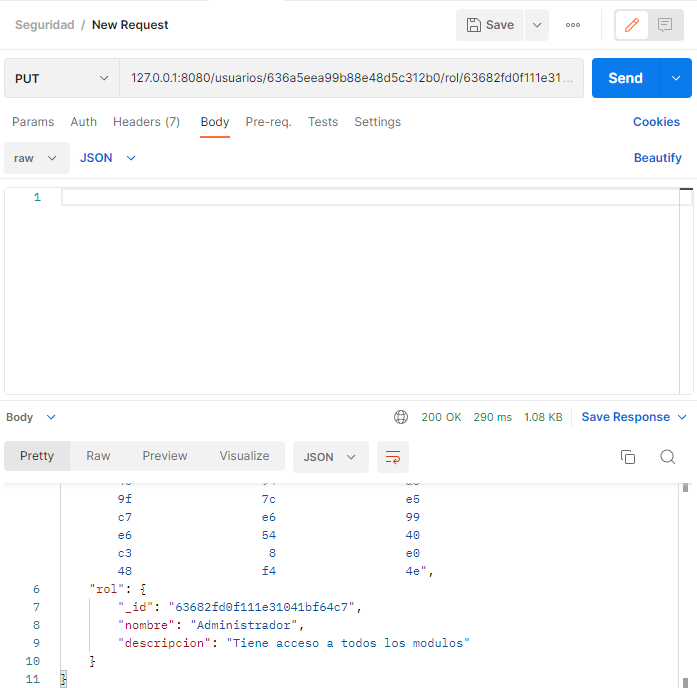 Seguridad / New Request
Save
PUT
127.0.0.1:8080/usuarios/636a5eea99b88e48d5c312b0/rol/63682fd0f111e31 ...
Send
Params Auth Headers (7) Body Pre-req. Tests Settings
Cookies
raw JSON
Beautify
1
Body
200 OK 290 ms 1.08 KB
Save Response
Pretty Raw Preview Visualize JSON
9f 7c e5
c7 e6 99
e6 54 40
c3 8 e0
48 f4 4e",
6 "rol": {
7 "_id": "63682fd0f111e31041bf64c7",
8 "nombre": "Administrador",
9 "descripcion": "Tiene acceso a todos los modulos"
10 }
11 }